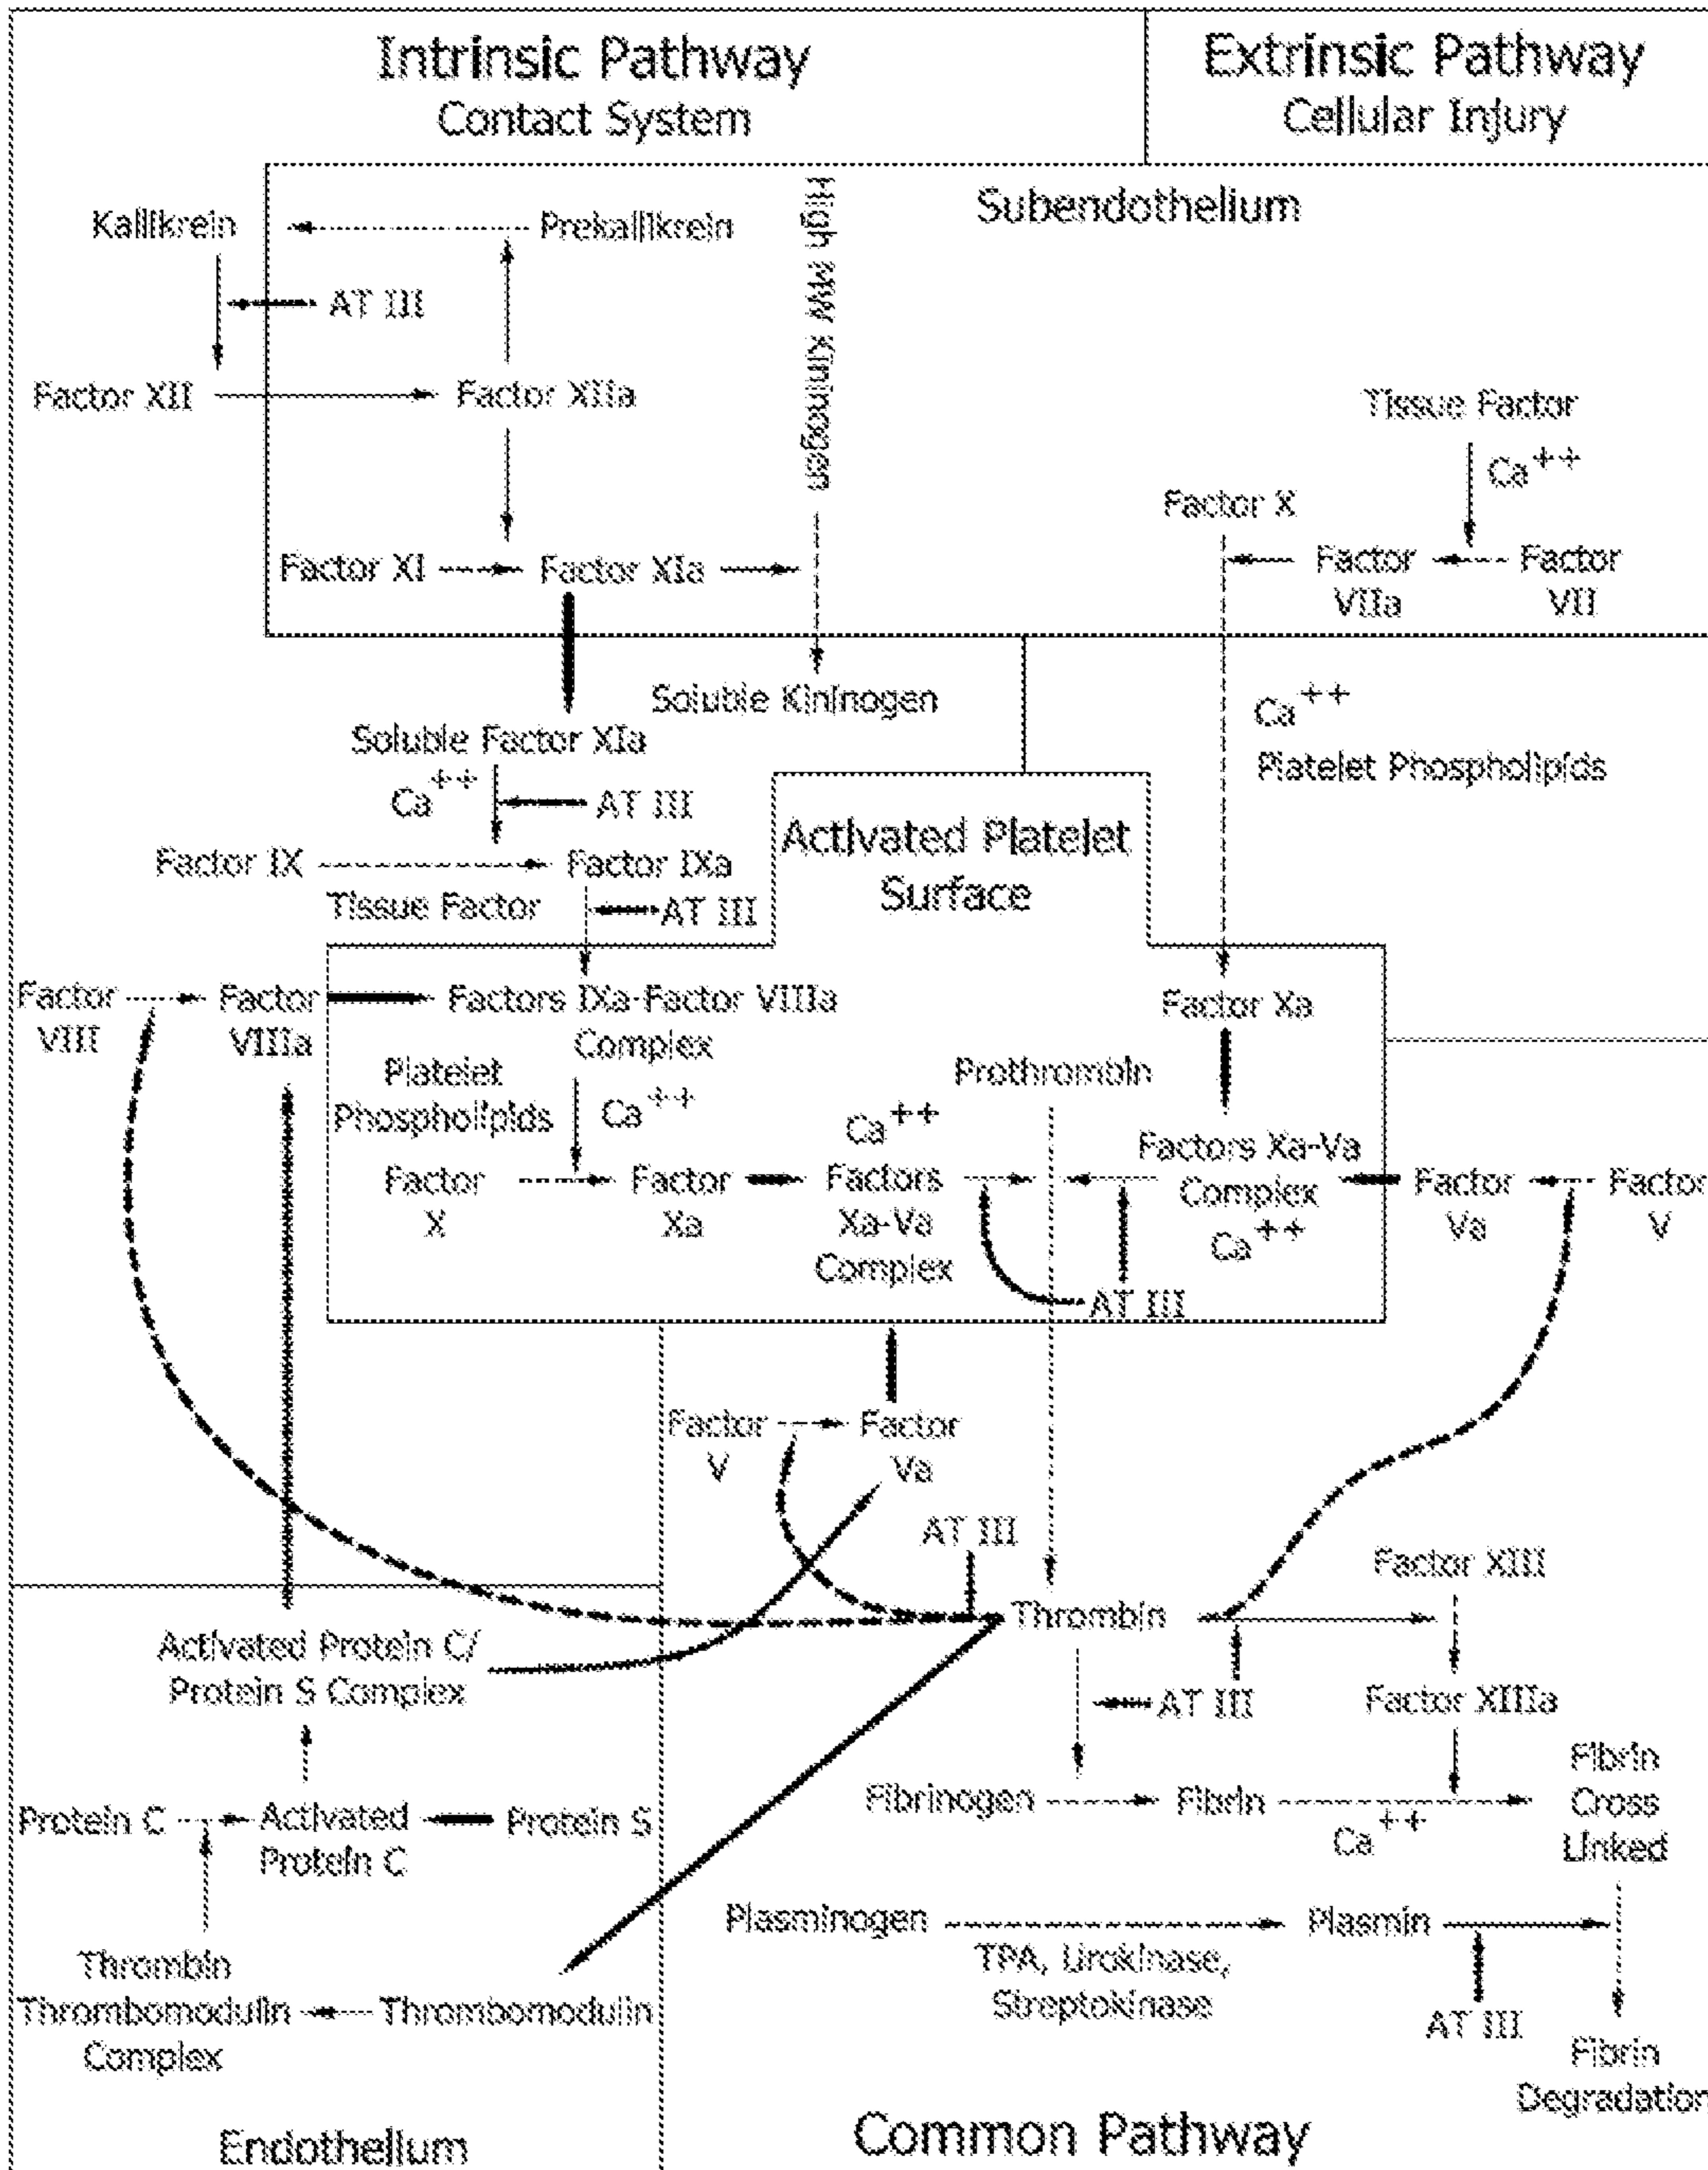 Intrinsic Pathway
Contact System
Extrinsic Pathway
Cellular Injury
Subendothelium
Kallikrein
Prekallikrein
High MW Kininogen
AT III
Factor XII
Factor XIIa
Tissue Factor
Ca++
Factor X
Factor XI
Factor XIa
Factor
VIIa
Factor
VII
Soluble Kininogen
Soluble Factor XIa
Ca++
AT III
Ca++
Platelet Phospholipids
Activated Platelet
Surface
Factor IX
Factor IXa
Tissue Factor
AT III
Factor
VIII
Factor
VIIIa
Factors IXa-Factor VIIIa
Complex
Factor Xa
Platelet
Phospholipids
Ca++
Prothrombin
Ca++
Factor
X
Factor
Xa
Factors
Xa-Va
Complex
Factors Xa-Va
Complex
Ca++
Factor
Va
Factor
V
AT III
Factor
V
Factor
Va
AT III
Factor XIII
Thrombin
Activated Protein C/
Protein S Complex
AT III
Factor XIIIa
Protein C
Activated
Protein C
Protein S
Fibrinogen
Fibrin
Ca++
Fibrin
Cross
Linked
Plasminogen
TPA, Urokinase,
Streptokinase
Plasmin
AT III
Fibrin
Degradation
Thrombin
Thrombomodulin
Complex
Thrombomodulin
Endothelium
Common Pathway